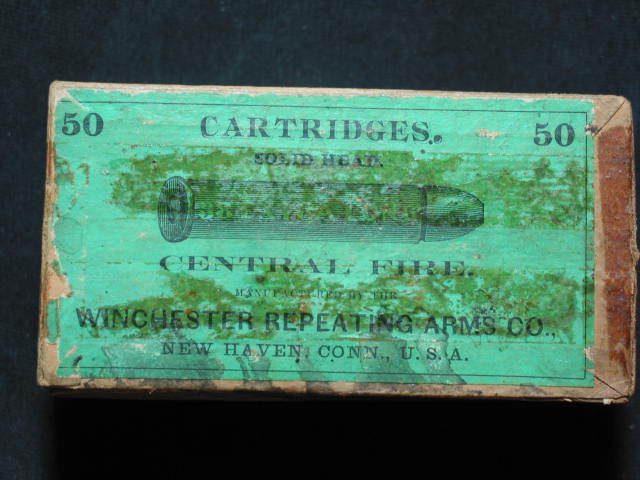 50 CARTRIDGES. 50
SOLID HEAD.
CENTRAL FIRE.
MANUFACTURED BY THE
WINCHESTER REPEATING ARMS CO.,
NEW HAVEN, CONN., U.S.A.